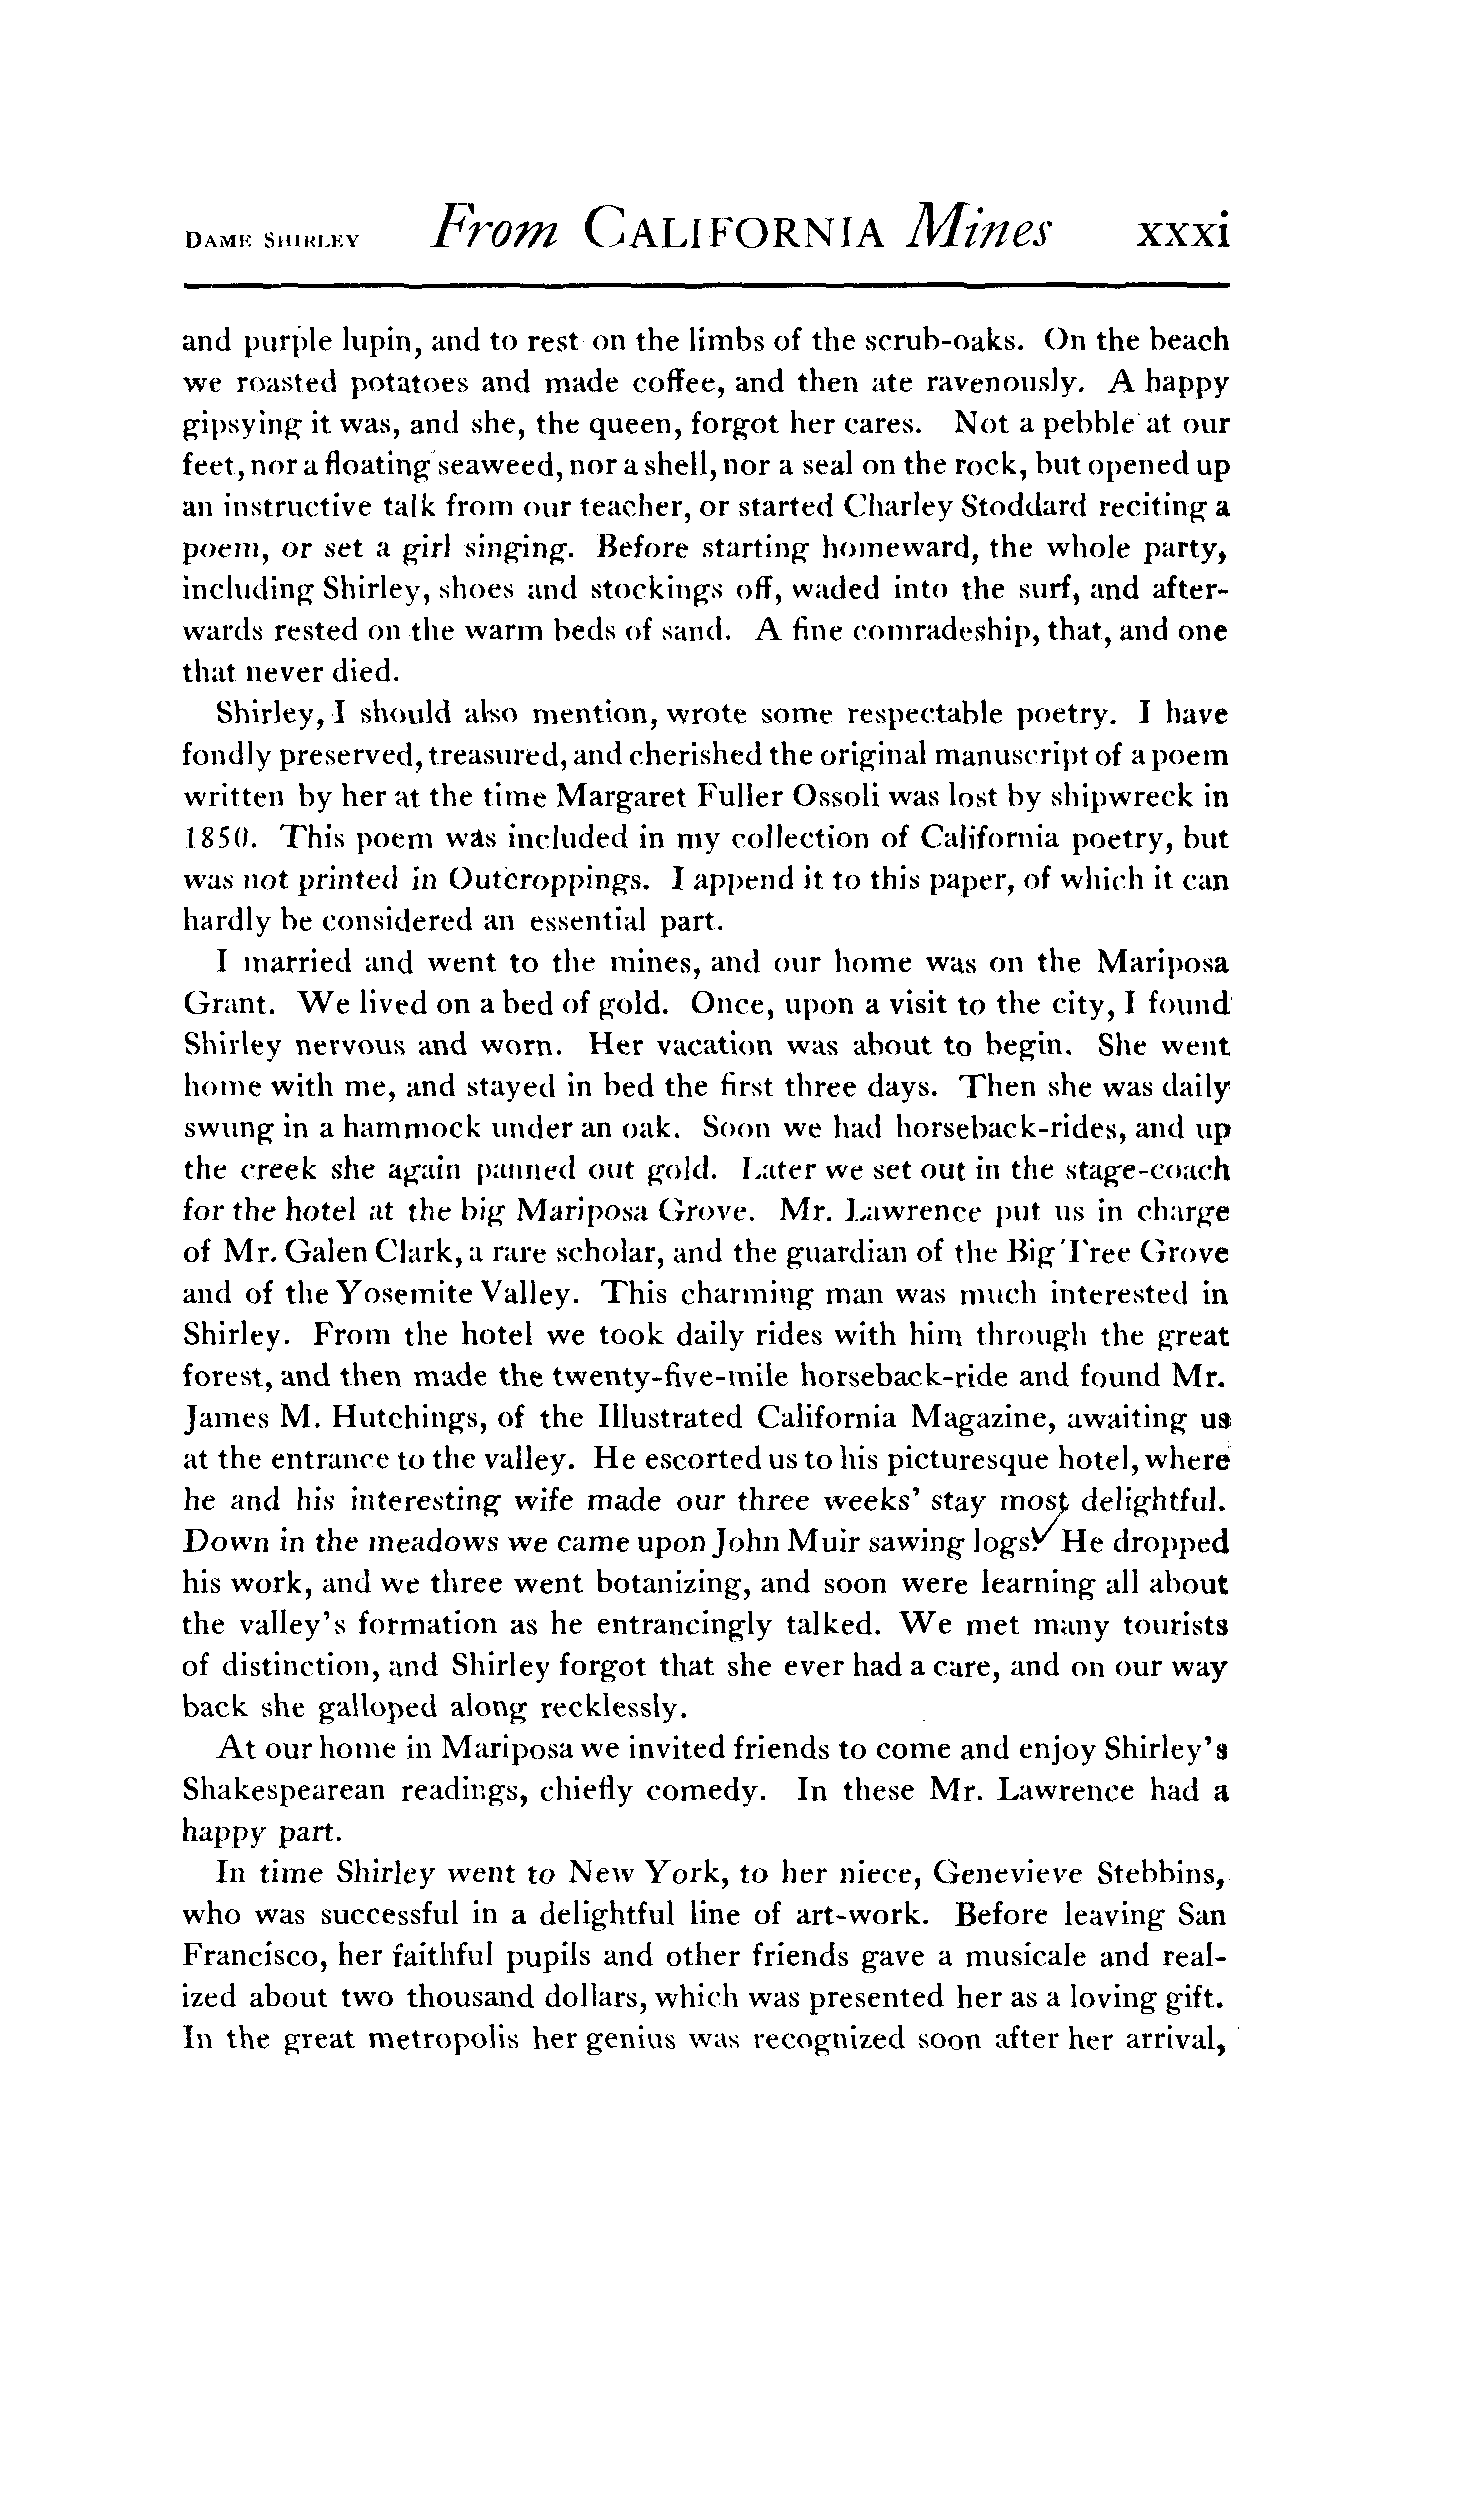 DAME SHIRLEY From CALIFORNIA Mines xxxi
and purple lupin, and to rest on the limbs of the scrub-oaks. On the beach
we roasted potatoes and made coffee, and then ate ravenously. A happy
gipsying it was, and she, the queen, forgot her cares. Not a pebble at our
feet, nor a floating seaweed, nor a shell, nor a seal on the rock, but opened up
an instructive talk from our teacher, or started Charley Stoddard reciting a
poem, or set a girl singing. Before starting homeward, the whole party,
including Shirley, shoes and stockings off, waded into the surf, and after-
wards rested on the warm beds of sand. A fine comradeship, that, and one
that never died.
Shirley, I should also mention, wrote some respectable poetry. I have
fondly preserved, treasured, and cherished the original manuscript of a poem
written by her at the time Margaret Fuller Ossoli was lost by shipwreck in
1850. This poem was included in my collection of California poetry, but
was not printed in Outcroppings. I append it to this paper, of which it can
hardly be considered an essential part.
I married and went to the mines, and our home was on the Mariposa
Grant. We lived on a bed of gold. Once, upon a visit to the city, I found
Shirley nervous and worn. Her vacation was about to begin. She went
home with me, and stayed in bed the first three days. Then she was daily
swung in a hammock under an oak. Soon we had horseback-rides, and up
the creek she again panned out gold. Later we set out in the stage-coach
for the hotel at the big Mariposa Grove. Mr. Lawrence put us in charge
of Mr. Galen Clark, a rare scholar, and the guardian of the Big Tree Grove
and of the Yosemite Valley. This charming man was much interested in
Shirley. From the hotel we took daily rides with him through the great
forest, and then made the twenty-five-mile horseback-ride and found Mr.
James M. Hutchings, of the Illustrated California Magazine, awaiting us
at the entrance to the valley. He escorted us to his picturesque hotel, where
he and his interesting wife made our three weeks' stay most delightful.
Down in the meadows we came upon John Muir sawing logs. He dropped
his work, and we three went botanizing, and soon were learning all about
the valley's formation as he entrancingly talked. We met many tourists
of distinction, and Shirley forgot that she ever had a care, and on our way
back she galloped along recklessly.
At our home in Mariposa we invited friends to come and enjoy Shirley's
Shakespearean readings, chiefly comedy. In these Mr. Lawrence had a
happy part.
In time Shirley went to New York, to her niece, Genevieve Stebbins,
who was successful in a delightful line of art-work. Before leaving San
Francisco, her faithful pupils and other friends gave a musicale and real-
ized about two thousand dollars, which was presented her as a loving gift.
In the great metropolis her genius was recognized soon after her arrival,